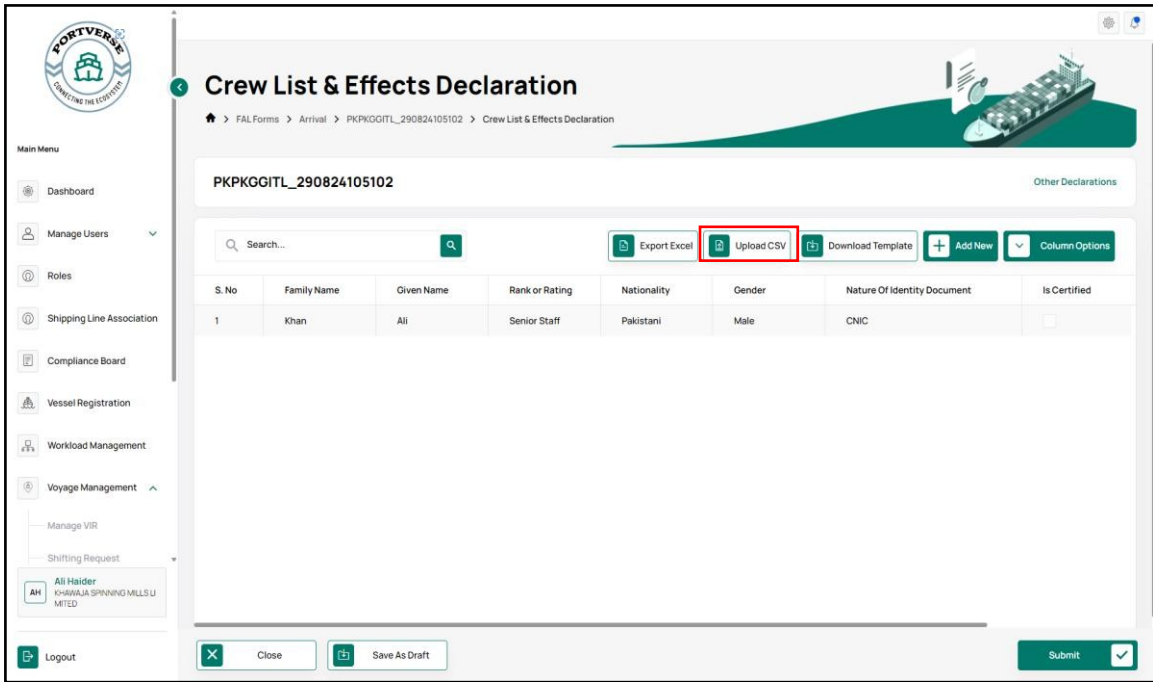 PORTVERSE
CONNECTING THE ECOSYSTEM
Crew List & Effects Declaration
FAL Forms > Arrival > PKPKGGITL_290824105102 > Crew List & Effects Declaration
Main Menu
Dashboard
Manage Users
Roles
Shipping Line Association
Compliance Board
Vessel Registration
Workload Management
Voyage Management
Manage VIR
Shifting Request
AH
Ali Haider
KHAWAJA SPINNING MILLS LI
MITED
Logout
PKPKGGITL_290824105102
Other Declarations
Search...
Export Excel
Upload CSV
Download Template
Add New
Column Options
S. No Family Name Given Name Rank or Rating Nationality Gender Nature Of Identity Document Is Certified
1 Khan Ali Senior Staff Pakistani Male CNIC
Close
Save As Draft
Submit